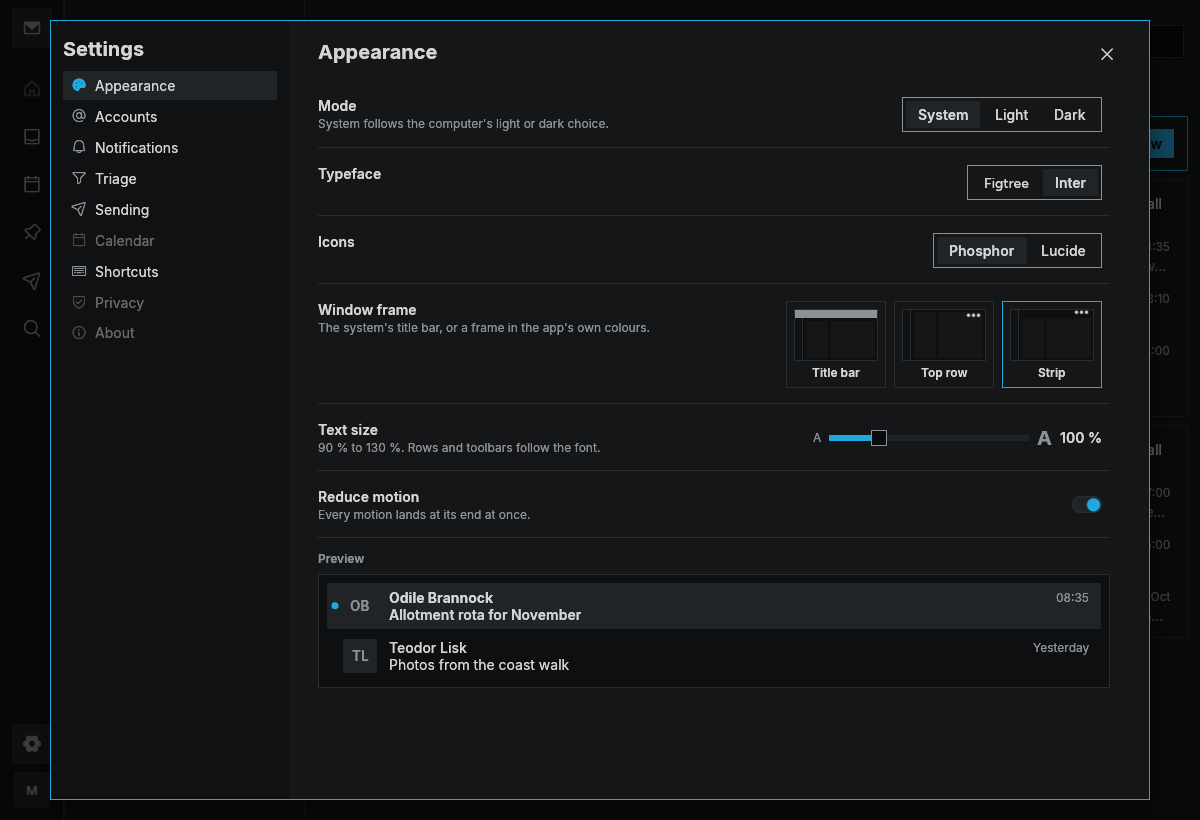 Settings
Appearance
Accounts
Notifications
Triage
Sending
Calendar
Shortcuts
Privacy
About
M
Appearance
Mode
System follows the computer's light or dark choice.
System Light Dark
Typeface
Figtree Inter
Icons
Phosphor Lucide
Window frame
The system's title bar, or a frame in the app's own colours.
Title bar Top row Strip
Text size
90 % to 130 %. Rows and toolbars follow the font.
A A 100 %
Reduce motion
Every motion lands at its end at once.
Preview
OB Odile Brannock 08:35
Allotment rota for November
TL Teodor Lisk Yesterday
Photos from the coast walk